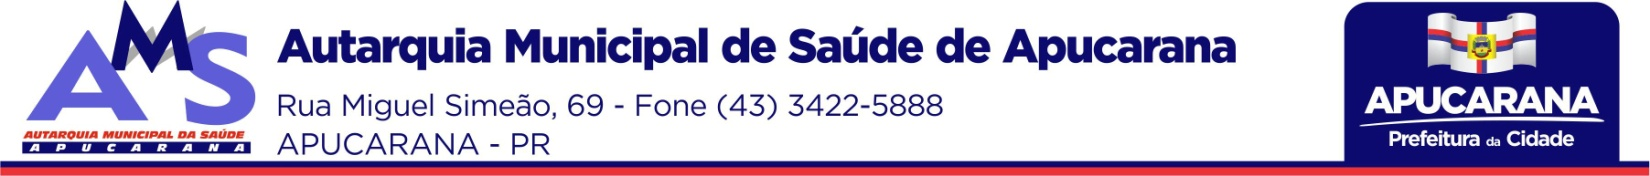 AMS
AUTARQUIA MUNICIPAL DA SAÚDE
APUCARANA
Autarquia Municipal de Saúde de Apucarana
Rua Miguel Simeão, 69 - Fone (43) 3422-5888
APUCARANA - PR
APUCARANA
Prefeitura da Cidade